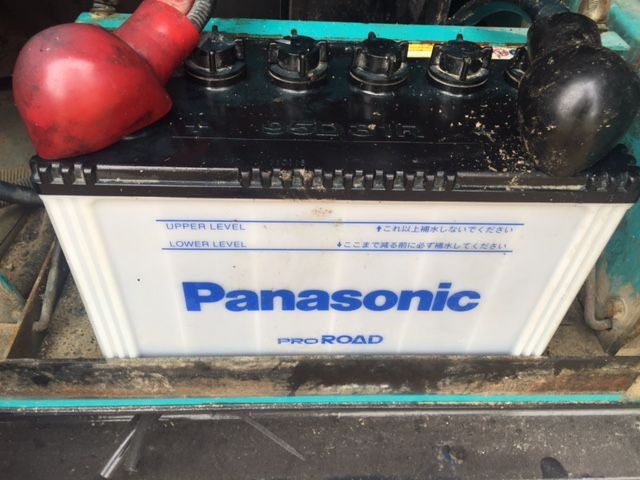 + 95D31R
UPPER LEVEL ↑これ以上補水しないでください
LOWER LEVEL ↓ここまで減る前に必ず補水してください
Panasonic
PRO ROAD